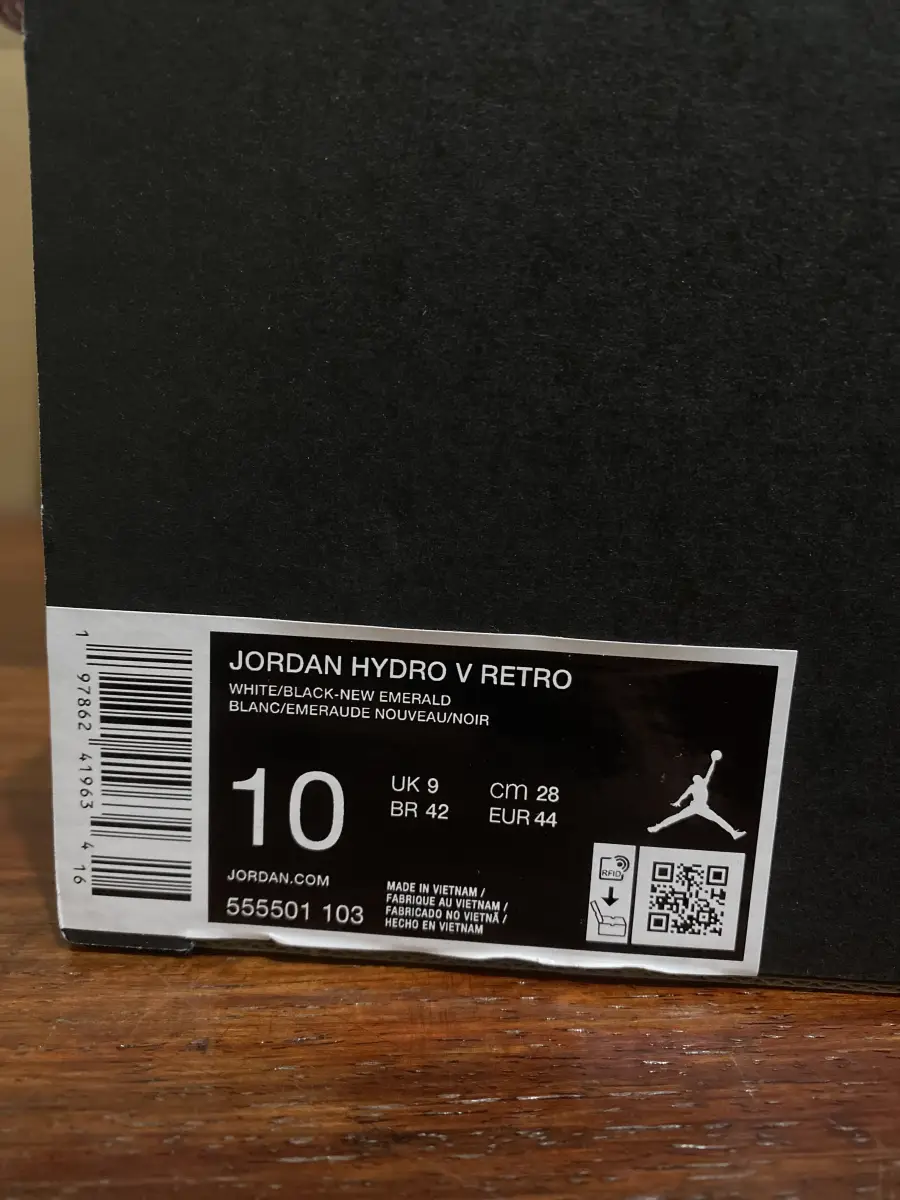 JORDAN HYDRO V RETRO
WHITE/BLACK-NEW EMERALD
BLANC/EMERAUDE NOUVEAU/NOIR
10
UK 9
cm 28
BR 42
EUR 44
JORDAN.COM
555501 103
MADE IN VIETNAM /
FABRIQUE AU VIETNAM /
FABRICADO NO VIETNÃ /
HECHO EN VIETNAM
RFID
1 97862 41963 4 16